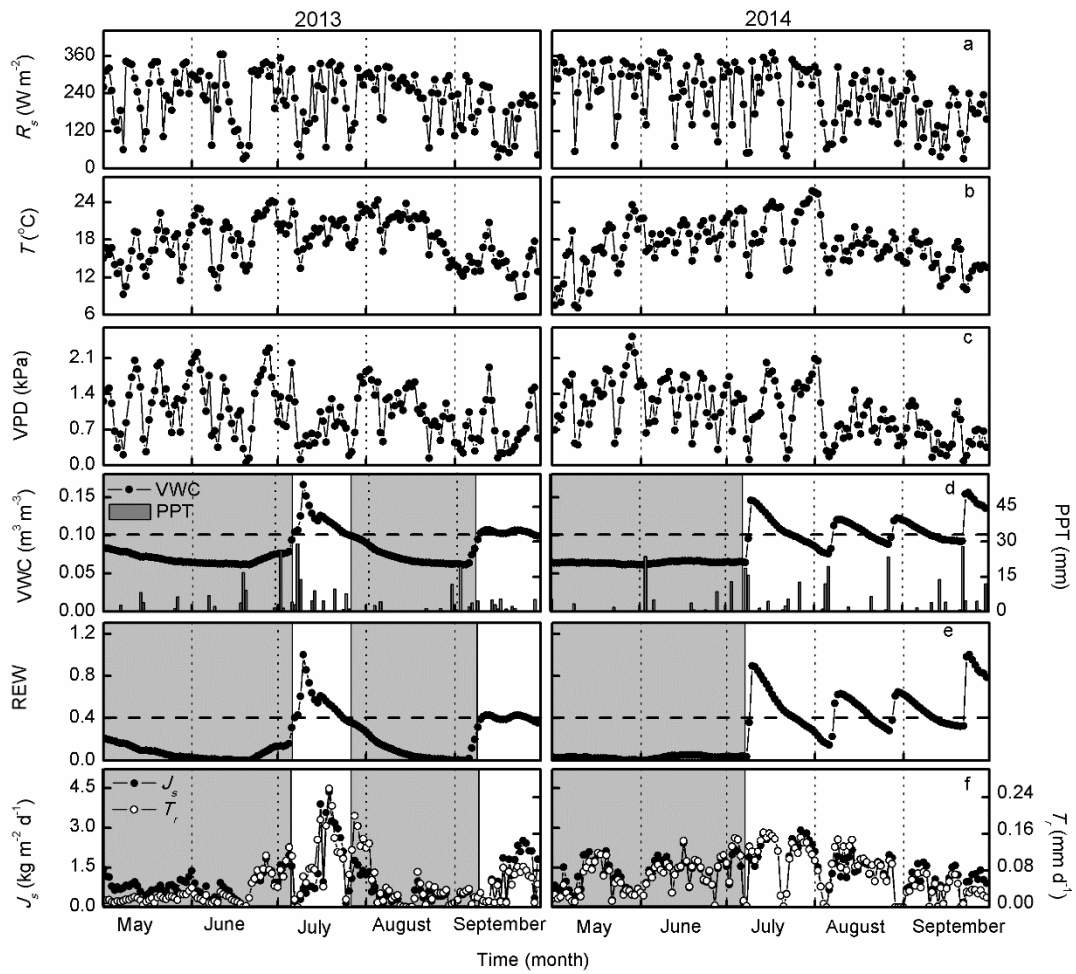 2013 2014
a
R_s (W m⁻²)
360
240
120
0
b
T (°C)
24
18
12
6
c
VPD (kPa)
2.1
1.4
0.7
0.0
d
VWC (m³ m⁻³)
0.15
0.10
0.05
0.00
VWC
PPT
PPT (mm)
45
30
15
0
e
REW
1.2
0.8
0.4
0.0
f
J_s (kg m⁻² d⁻¹)
4.5
3.0
1.5
0.0
J_s
T_r
T_r (mm d⁻¹)
0.24
0.16
0.08
0.00
May June July August September May June July August September
Time (month)